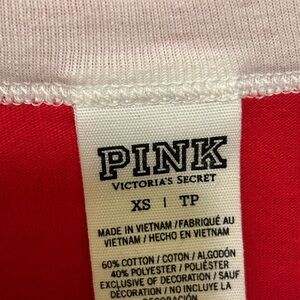 PINK
VICTORIA'S SECRET
XS | TP
MADE IN VIETNAM/FABRIQUÉ AU
VIETNAM / HECHO EN VIETNAM
60% COTTON / COTON / ALGODÓN
40% POLYESTER / POLIÉSTER
EXCLUSIVE OF DECORATION / SAUF
DÉCORATION / NO INCLUYE LA
DECORACIÓN